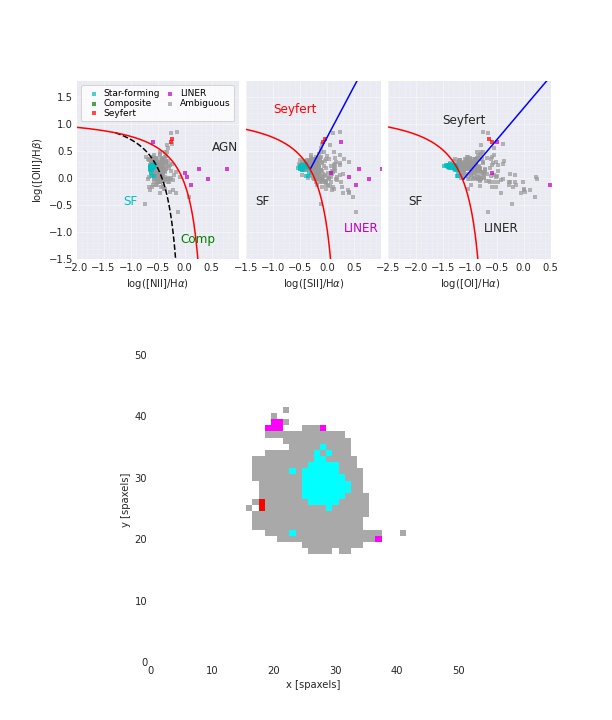 Star-forming
Composite
Seyfert
LINER
Ambiguous
log([OIII]/Hβ)
1.5
1.0
0.5
0.0
−0.5
−1.0
−1.5
AGN
SF
Comp
−2.0 −1.5 −1.0 −0.5 0.0 0.5
log([NII]/Hα)
Seyfert
SF
LINER
−1.5 −1.0 −0.5 0.0 0.5
log([SII]/Hα)
Seyfert
SF
LINER
−2.5 −2.0 −1.5 −1.0 −0.5 0.0 0.5
log([OI]/Hα)
50
40
30
20
10
0
y [spaxels]
0 10 20 30 40 50
x [spaxels]